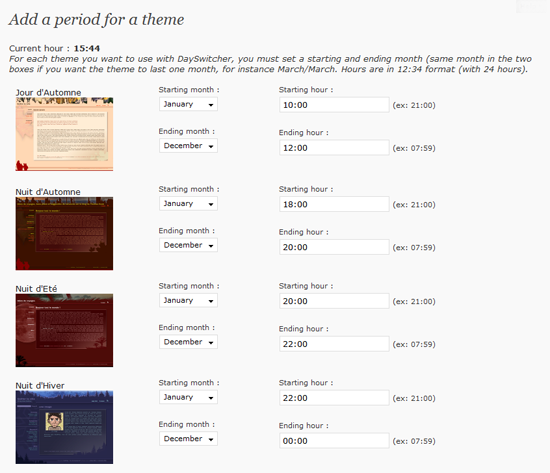 Add a period for a theme
Current hour : 15:44
For each theme you want to use with DaySwitcher, you must set a starting and ending month (same month in the two
boxes if you want the theme to last one month, for instance March/March. Hours are in 12:34 format (with 24 hours).
Jour d'Automne
Starting month :
January
Starting hour :
10:00 (ex: 21:00)
Ending month :
December
Ending hour :
12:00 (ex: 07:59)
Nuit d'Automne
Starting month :
January
Starting hour :
18:00 (ex: 21:00)
Ending month :
December
Ending hour :
20:00 (ex: 07:59)
Nuit d'Eté
Starting month :
January
Starting hour :
20:00 (ex: 21:00)
Ending month :
December
Ending hour :
22:00 (ex: 07:59)
Nuit d'Hiver
Starting month :
January
Starting hour :
22:00 (ex: 21:00)
Ending month :
December
Ending hour :
00:00 (ex: 07:59)